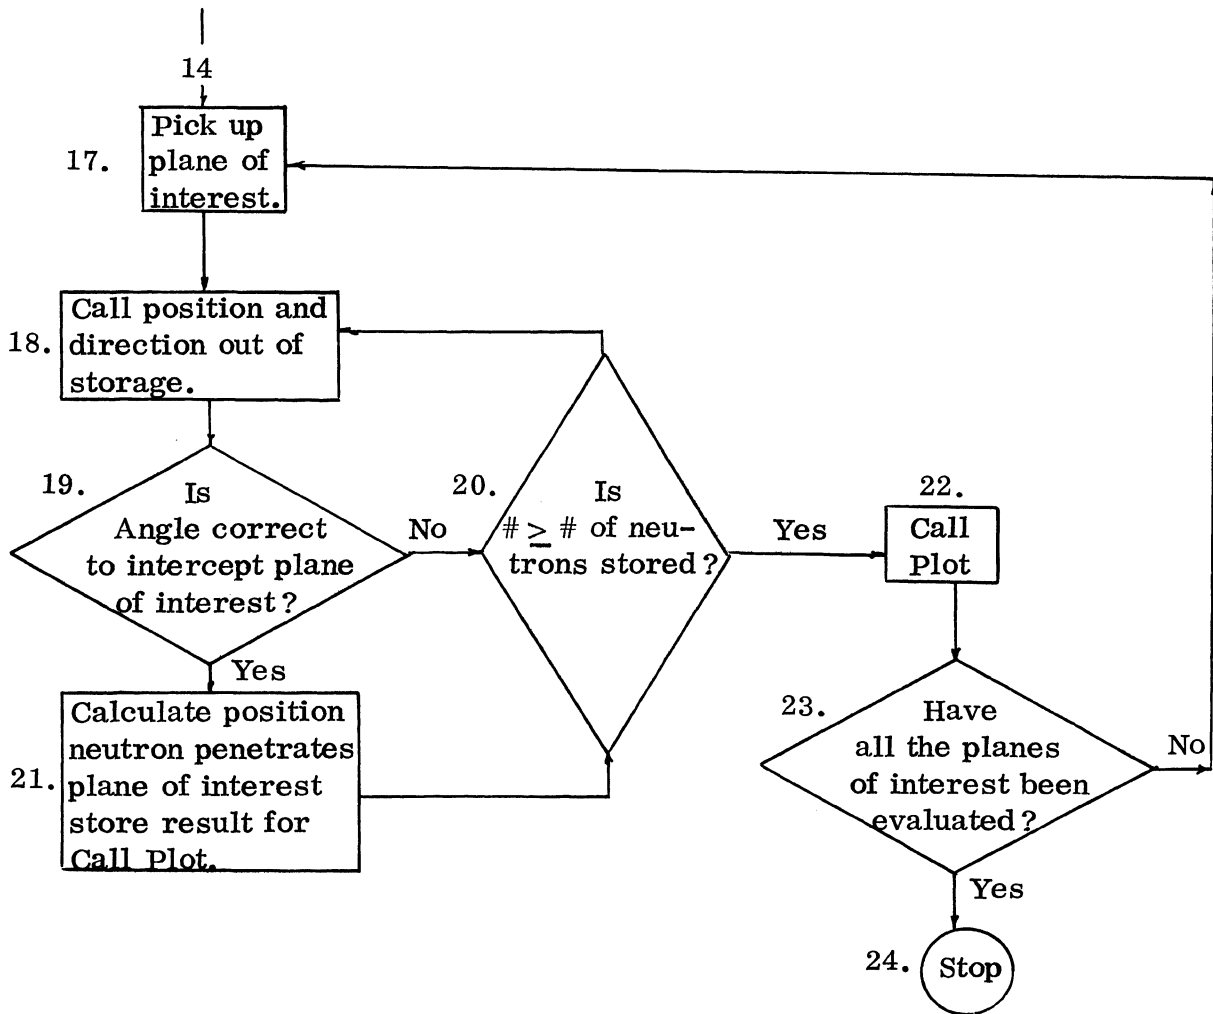 14
17.
Pick up
plane of
interest.
18.
Call position and
direction out of
storage.
19.
Is
Angle correct
to intercept plane
of interest?
No
Yes
20.
Is
# ≥ # of neu-
trons stored?
Yes
21.
Calculate position
neutron penetrates
plane of interest
store result for
Call Plot.
22.
Call
Plot
23.
Have
all the planes
of interest been
evaluated?
No
Yes
24.
Stop